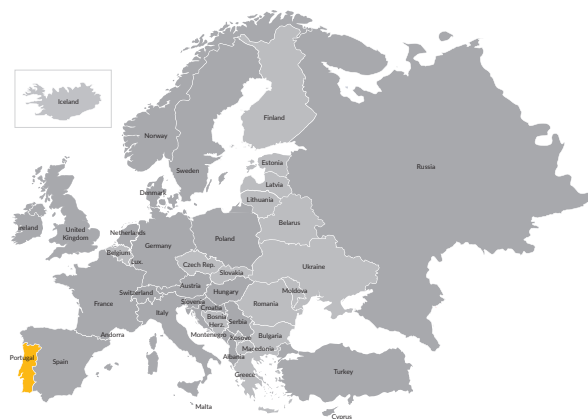 Iceland
Finland
Norway
Russia
Sweden
Estonia
Latvia
Denmark
Lithuania
Belarus
Ireland
United
Kingdom
Netherlands
Germany
Poland
Belgium
Lux.
Czech Rep.
Slovakia
Ukraine
Austria
Switzerland
Hungary
Moldova
France
Slovenia
Croatia
Romania
Italy
Bosnia
Herz.
Serbia
Andorra
Montenegro
Kosovo
Bulgaria
Macedonia
Portugal
Spain
Albania
Greece
Turkey
Malta
Cyprus